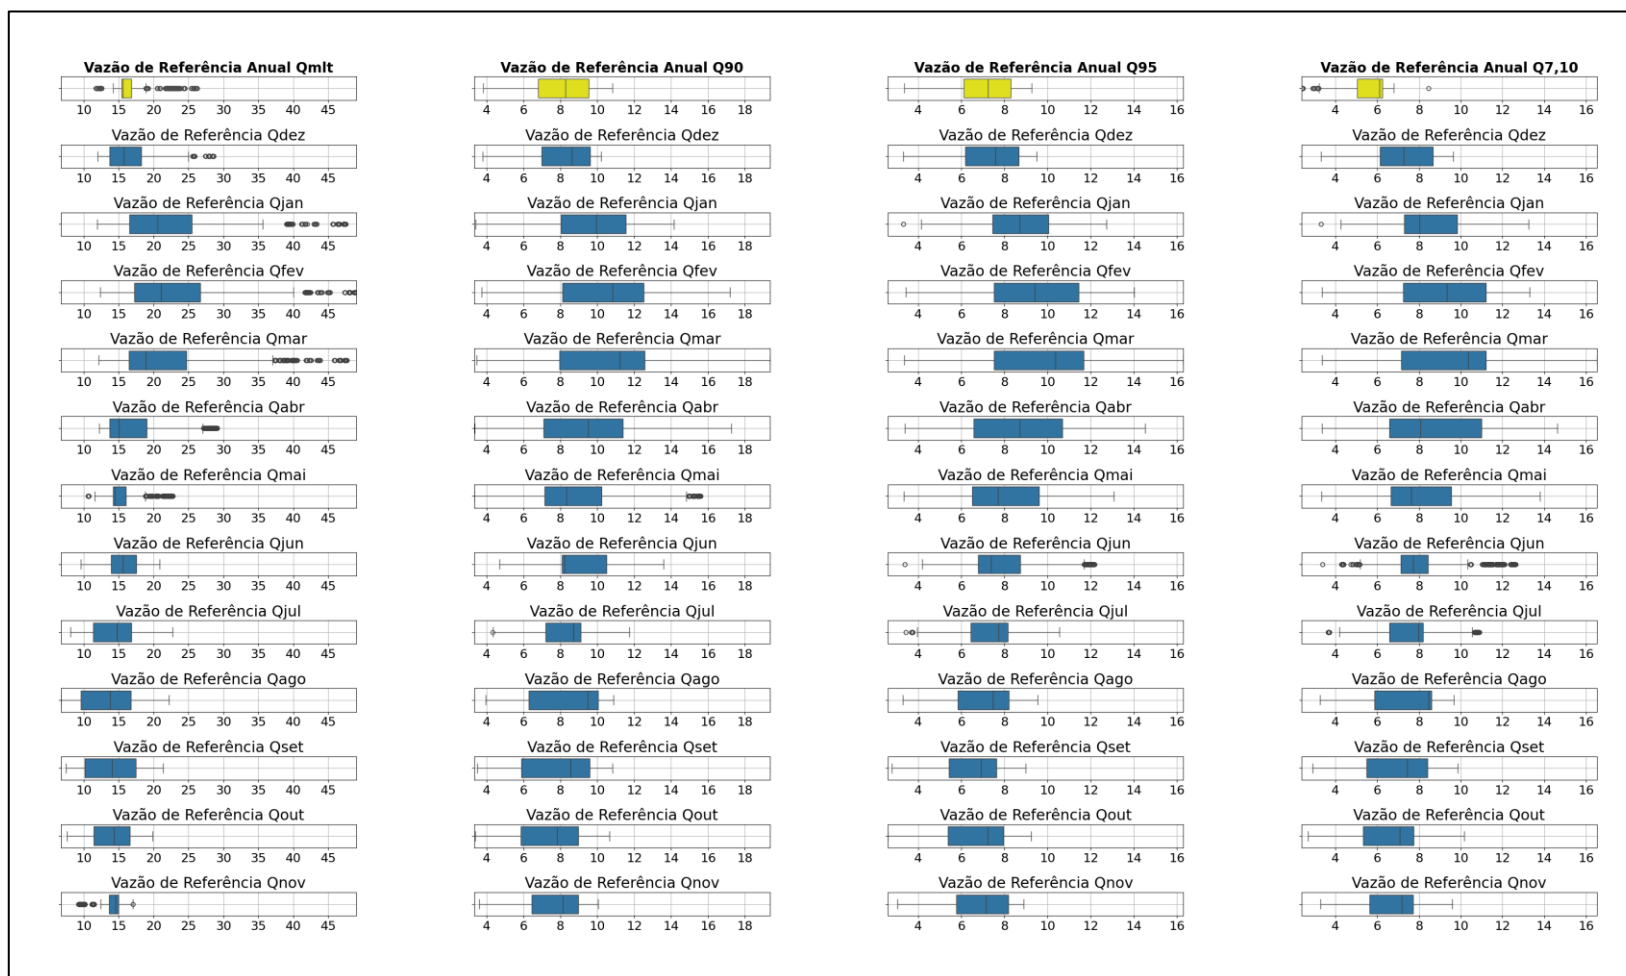 Vazão de Referência Anual Qmlt Vazão de Referência Anual Q90 Vazão de Referência Anual Q95 Vazão de Referência Anual Q7,10
10 15 20 25 30 35 40 45 4 6 8 10 12 14 16 18 4 6 8 10 12 14 16 4 6 8 10 12 14 16
Vazão de Referência Qdez Vazão de Referência Qdez Vazão de Referência Qdez Vazão de Referência Qdez
10 15 20 25 30 35 40 45 4 6 8 10 12 14 16 18 4 6 8 10 12 14 16 4 6 8 10 12 14 16
Vazão de Referência Qjan Vazão de Referência Qjan Vazão de Referência Qjan Vazão de Referência Qjan
10 15 20 25 30 35 40 45 4 6 8 10 12 14 16 18 4 6 8 10 12 14 16 4 6 8 10 12 14 16
Vazão de Referência Qfev Vazão de Referência Qfev Vazão de Referência Qfev Vazão de Referência Qfev
10 15 20 25 30 35 40 45 4 6 8 10 12 14 16 18 4 6 8 10 12 14 16 4 6 8 10 12 14 16
Vazão de Referência Qmar Vazão de Referência Qmar Vazão de Referência Qmar Vazão de Referência Qmar
10 15 20 25 30 35 40 45 4 6 8 10 12 14 16 18 4 6 8 10 12 14 16 4 6 8 10 12 14 16
Vazão de Referência Qabr Vazão de Referência Qabr Vazão de Referência Qabr Vazão de Referência Qabr
10 15 20 25 30 35 40 45 4 6 8 10 12 14 16 18 4 6 8 10 12 14 16 4 6 8 10 12 14 16
Vazão de Referência Qmai Vazão de Referência Qmai Vazão de Referência Qmai Vazão de Referência Qmai
10 15 20 25 30 35 40 45 4 6 8 10 12 14 16 18 4 6 8 10 12 14 16 4 6 8 10 12 14 16
Vazão de Referência Qjun Vazão de Referência Qjun Vazão de Referência Qjun Vazão de Referência Qjun
10 15 20 25 30 35 40 45 4 6 8 10 12 14 16 18 4 6 8 10 12 14 16 4 6 8 10 12 14 16
Vazão de Referência Qjul Vazão de Referência Qjul Vazão de Referência Qjul Vazão de Referência Qjul
10 15 20 25 30 35 40 45 4 6 8 10 12 14 16 18 4 6 8 10 12 14 16 4 6 8 10 12 14 16
Vazão de Referência Qago Vazão de Referência Qago Vazão de Referência Qago Vazão de Referência Qago
10 15 20 25 30 35 40 45 4 6 8 10 12 14 16 18 4 6 8 10 12 14 16 4 6 8 10 12 14 16
Vazão de Referência Qset Vazão de Referência Qset Vazão de Referência Qset Vazão de Referência Qset
10 15 20 25 30 35 40 45 4 6 8 10 12 14 16 18 4 6 8 10 12 14 16 4 6 8 10 12 14 16
Vazão de Referência Qout Vazão de Referência Qout Vazão de Referência Qout Vazão de Referência Qout
10 15 20 25 30 35 40 45 4 6 8 10 12 14 16 18 4 6 8 10 12 14 16 4 6 8 10 12 14 16
Vazão de Referência Qnov Vazão de Referência Qnov Vazão de Referência Qnov Vazão de Referência Qnov
10 15 20 25 30 35 40 45 4 6 8 10 12 14 16 18 4 6 8 10 12 14 16 4 6 8 10 12 14 16